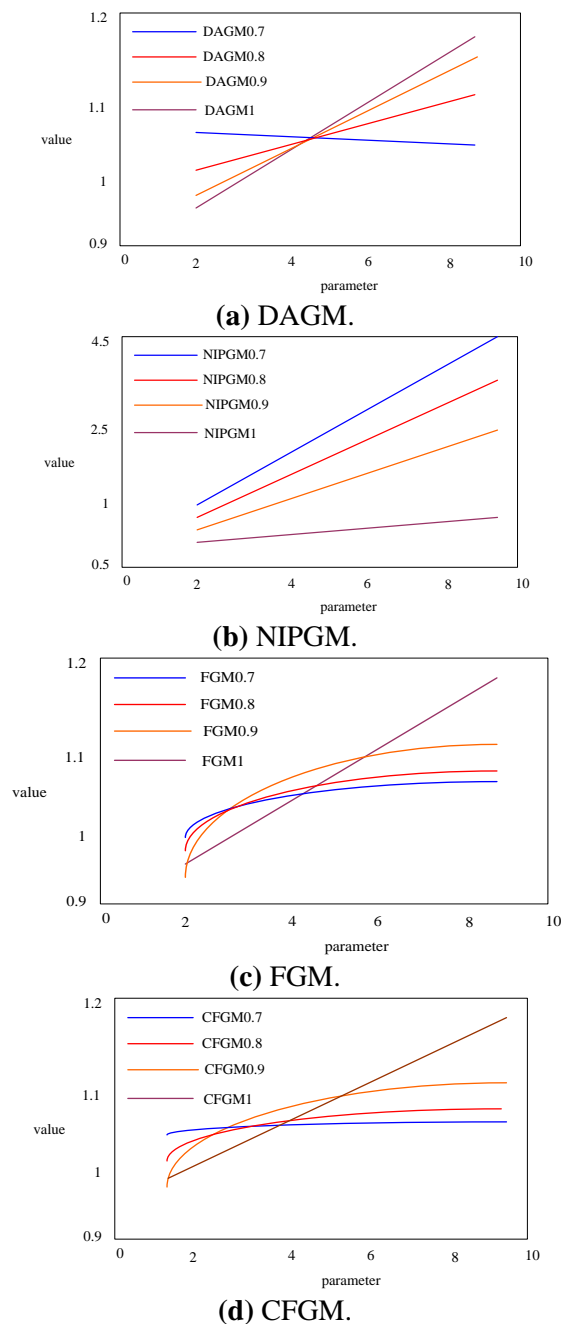 1.2
DAGM0.7
DAGM0.8
DAGM0.9
DAGM1
1.1
value
1
0.9
0 2 4 6 8 10
parameter
(a) DAGM.
4.5
NIPGM0.7
NIPGM0.8
NIPGM0.9
NIPGM1
2.5
value
1
0.5
0 2 4 6 8 10
parameter
(b) NIPGM.
1.2
FGM0.7
FGM0.8
FGM0.9
FGM1
1.1
value
1
0.9
0 2 4 6 8 10
parameter
(c) FGM.
1.2
CFGM0.7
CFGM0.8
CFGM0.9
CFGM1
1.1
value
1
0.9
0 2 4 6 8 10
parameter
(d) CFGM.